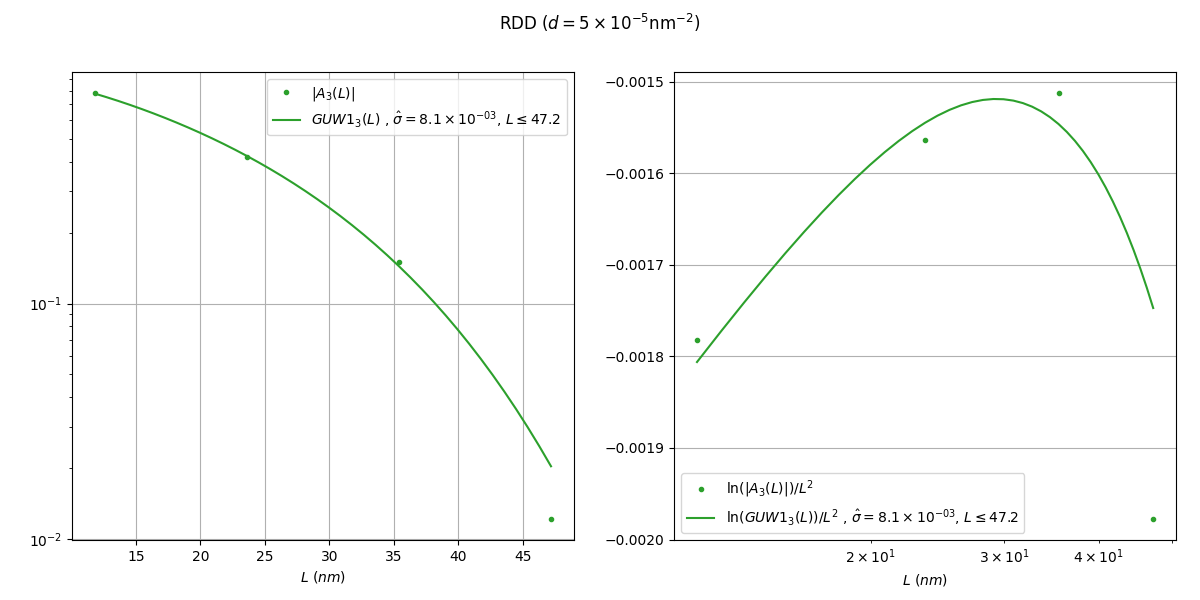 RDD (d = 5 × 10⁻⁵nm⁻²)
|A₃(L)|
GUW1₃(L) , σ̂ = 8.1 × 10⁻⁰³, L ≤ 47.2
10⁻¹
10⁻²
15 20 25 30 35 40 45
L (nm)
−0.0015
−0.0016
−0.0017
−0.0018
−0.0019
−0.0020
ln(|A₃(L)|)/L²
ln(GUW1₃(L))/L² , σ̂ = 8.1 × 10⁻⁰³, L ≤ 47.2
2 × 10¹ 3 × 10¹ 4 × 10¹
L (nm)